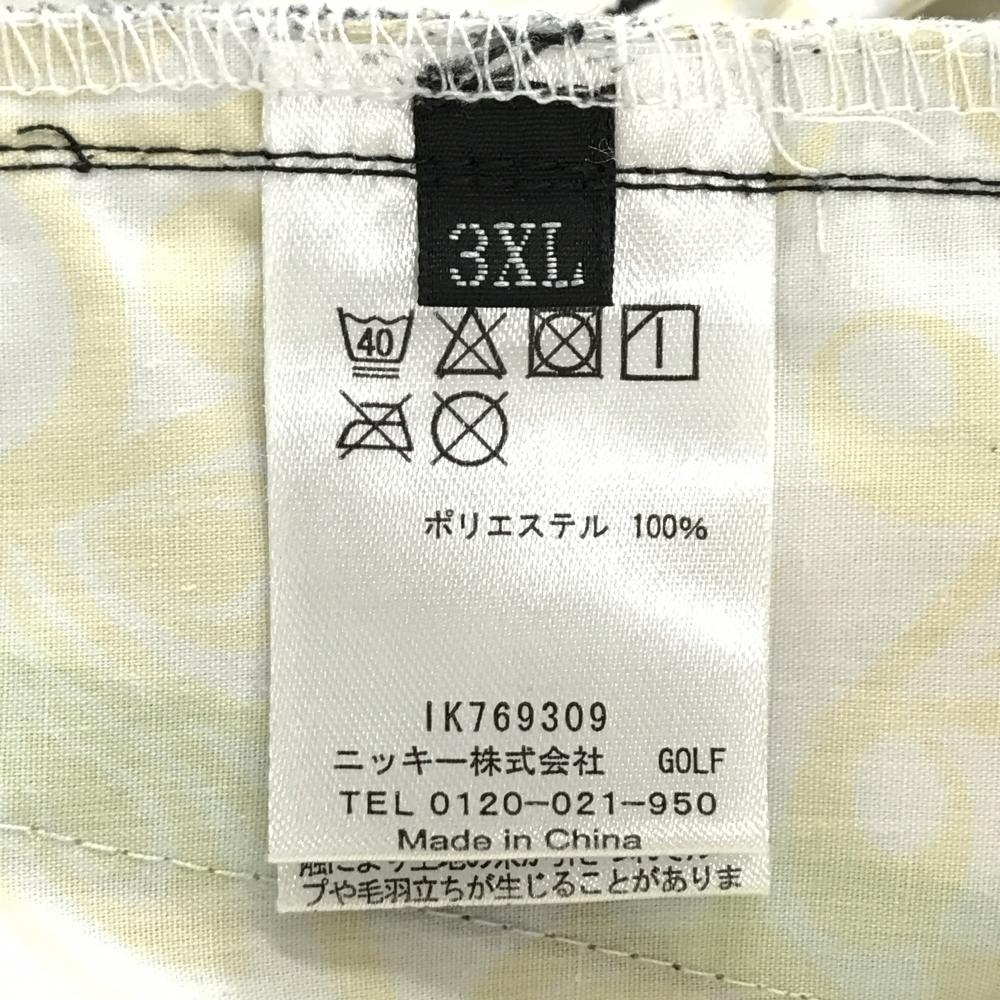 3XL
40
ポリエステル 100%
IK769309
ニッキー株式会社 GOLF
TEL 0120-021-950
Made in China
プや毛羽立ちが生じることがありま